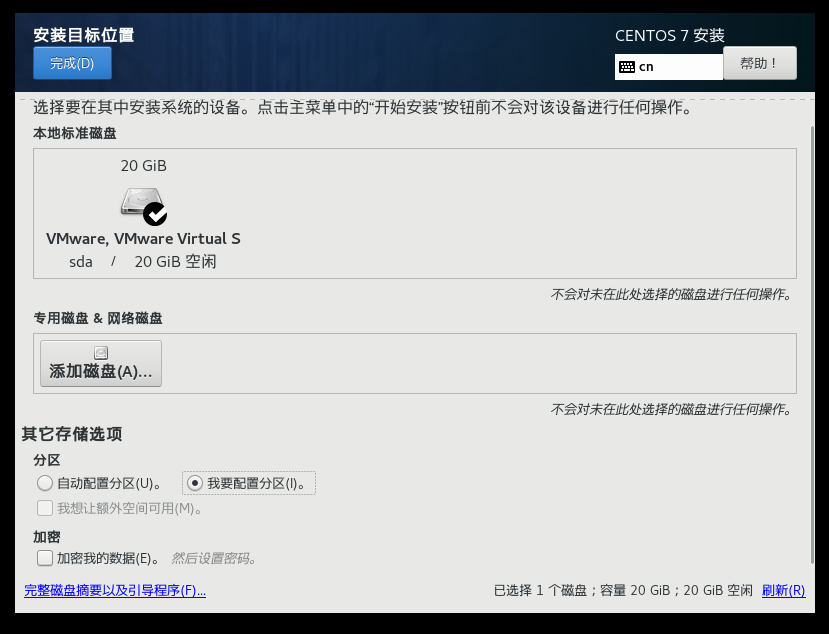 安装目标位置
CENTOS 7 安装
完成(D)
cn
帮助！
选择要在其中安装系统的设备。点击主菜单中的“开始安装”按钮前不会对该设备进行任何操作。
本地标准磁盘
20 GiB
VMware, VMware Virtual S
sda / 20 GiB 空闲
不会对未在此处选择的磁盘进行任何操作。
专用磁盘 & 网络磁盘
添加磁盘(A)...
不会对未在此处选择的磁盘进行任何操作。
其它存储选项
分区
自动配置分区(U)。 我要配置分区(I)。
我想让额外空间可用(M)。
加密
加密我的数据(E)。 然后设置密码。
完整磁盘摘要以及引导程序(F)... 已选择 1 个磁盘；容量 20 GiB；20 GiB 空闲 刷新(R)